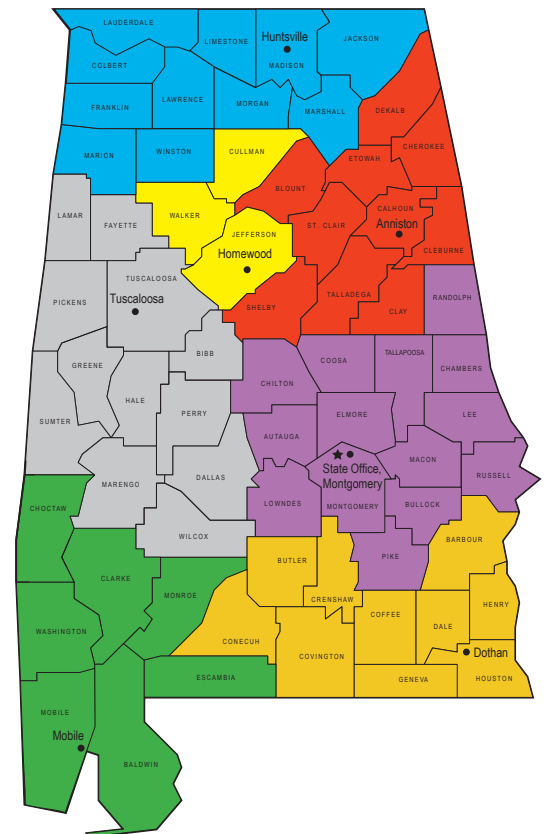 LAUDERDALE
LIMESTONE
Huntsville
MADISON
JACKSON
COLBERT
FRANKLIN
LAWRENCE
MORGAN
MARSHALL
DEKALB
CHEROKEE
MARION
WINSTON
CULLMAN
ETOWAH
BLOUNT
LAMAR
FAYETTE
WALKER
JEFFERSON
Homewood
ST. CLAIR
CALHOUN
Anniston
CLEBURNE
PICKENS
TUSCALOOSA
Tuscaloosa
SHELBY
TALLADEGA
CLAY
RANDOLPH
GREENE
BIBB
COOSA
TALLAPOOSA
CHAMBERS
SUMTER
HALE
PERRY
CHILTON
AUTAUGA
ELMORE
LEE
MARENGO
DALLAS
State Office,
Montgomery
MACON
RUSSELL
CHOCTAW
WILCOX
LOWNDES
MONTGOMERY
BULLOCK
BARBOUR
CLARKE
MONROE
BUTLER
CRENSHAW
PIKE
WASHINGTON
CONECUH
COVINGTON
COFFEE
DALE
HENRY
Dothan
HOUSTON
GENEVA
ESCAMBIA
MOBILE
Mobile
BALDWIN